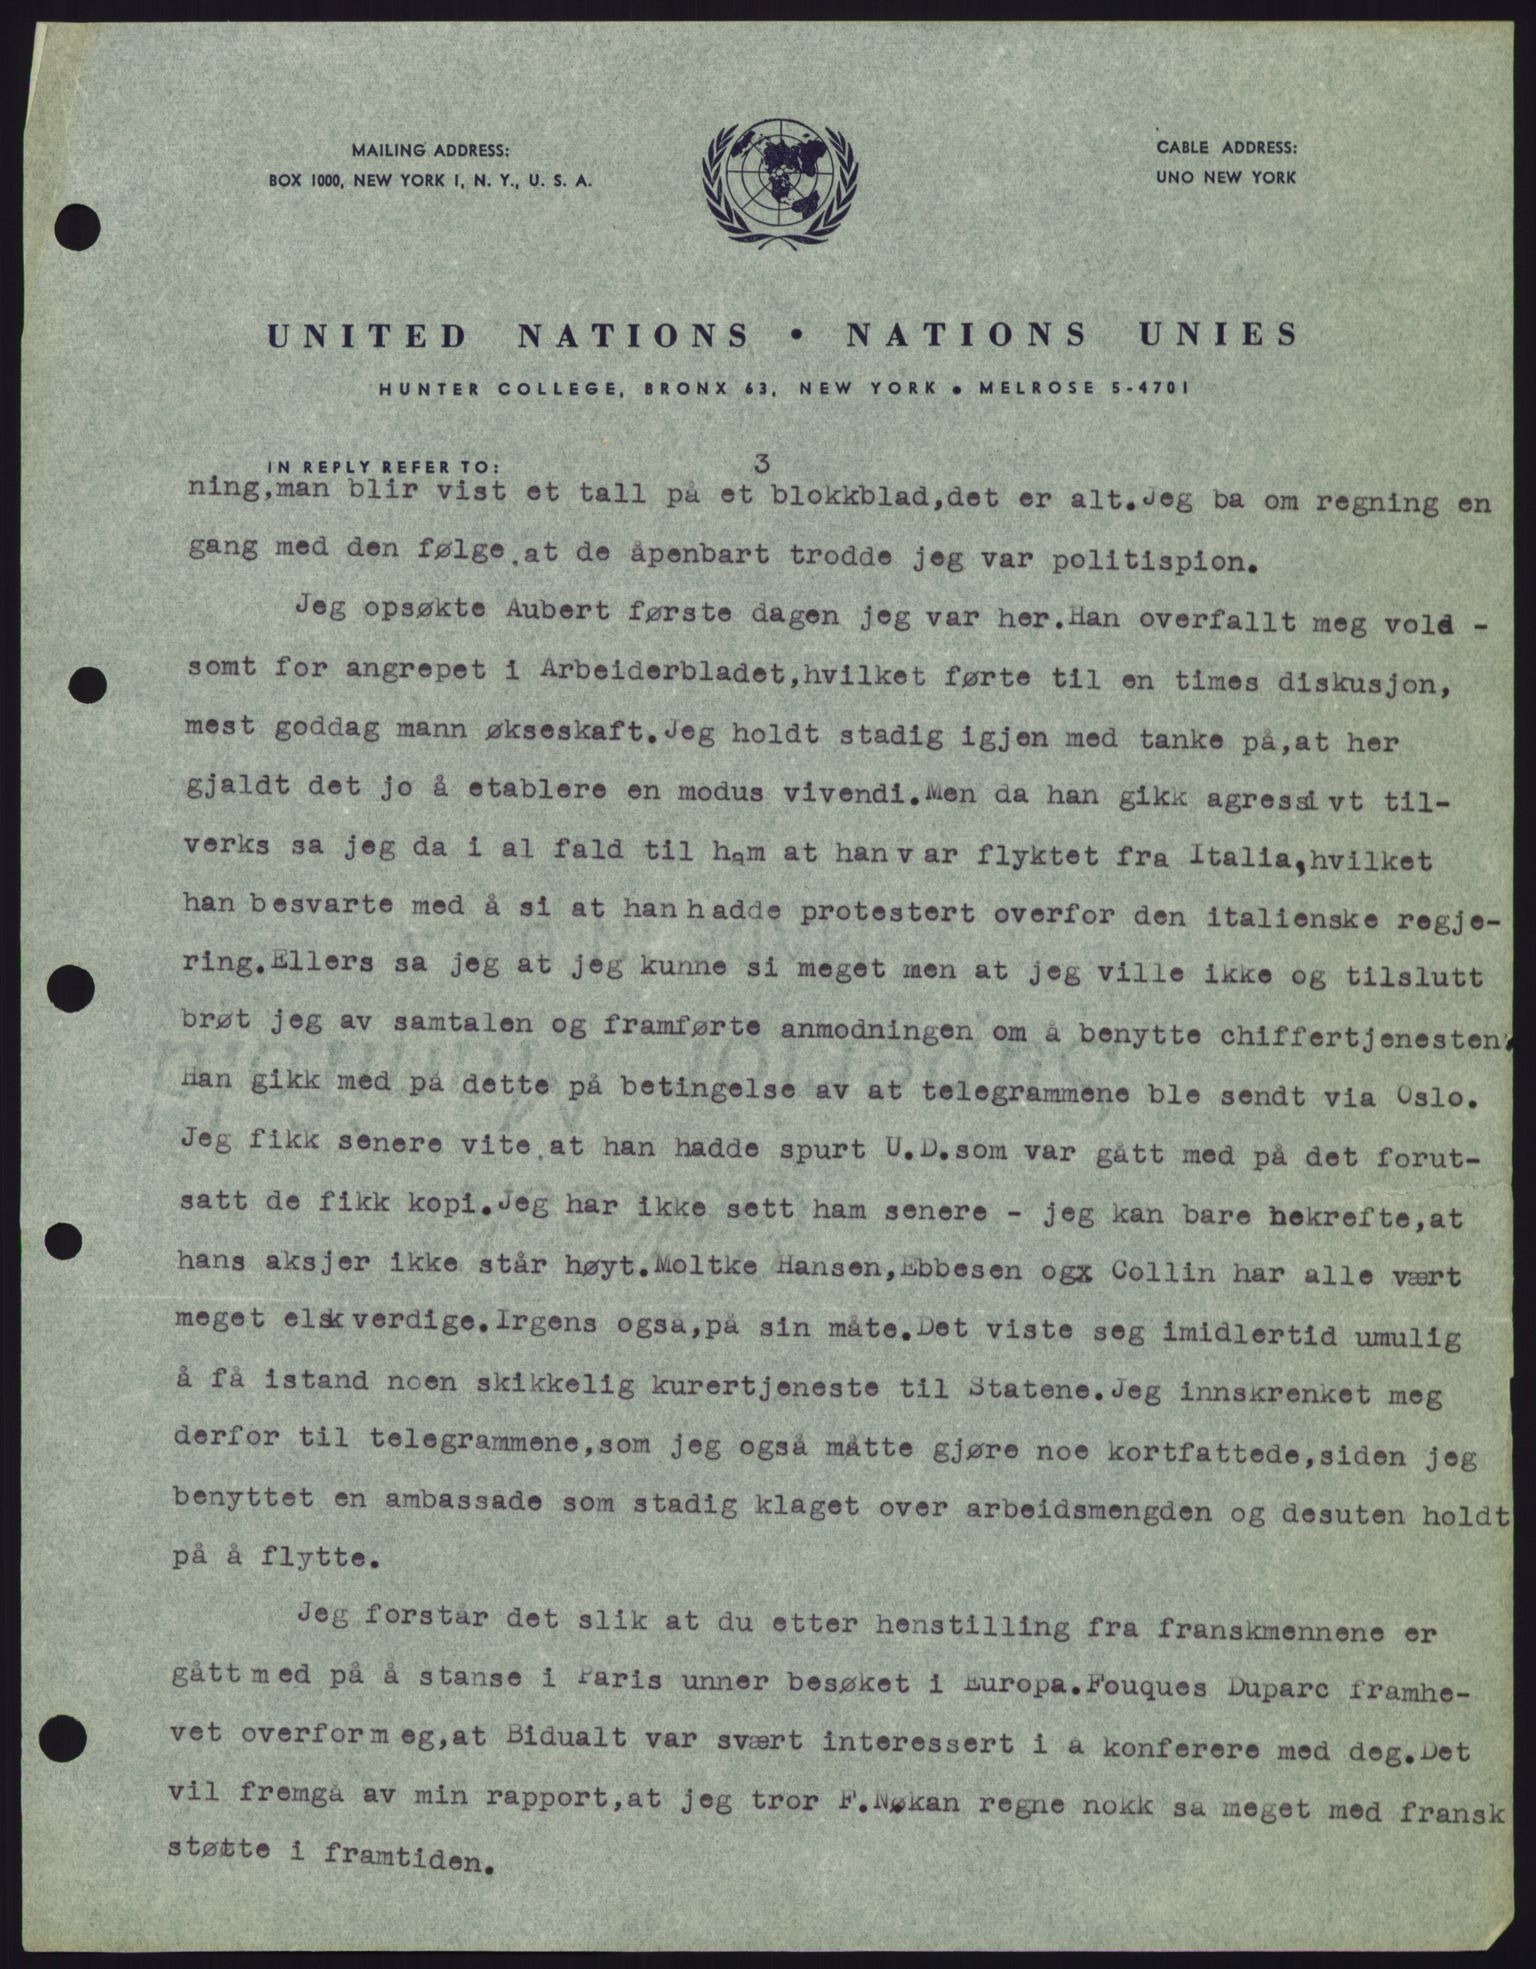 MAILING ADDRESS:
BOX 1000, NEW YORK 1, N. Y., U. S. A.
CABLE ADDRESS:
UNO NEW YORK
UNITED NATIONS • NATIONS UNIES
HUNTER COLLEGE, BRONX 63, NEW YORK • MELROSE 5-4701
IN REPLY REFER TO:
3
ning,man blir vist et tall på et blokkblad,det er alt.Jeg ba om regning en
gang med den følge,at de åpenbart trodde jeg var politispion.
Jeg opsøkte Aubert første dagen jeg var her.Han overfallt meg vold -
somt for angrepet i Arbeiderbladet,hvilket førte til en times diskusjon,
mest goddag mann økseskaft.Jeg holdt stadig igjen med tanke på,at her
gjaldt det jo å etablere en modus vivendi.Men da han gikk agressivt til-
verks sa jeg da i al fald til ham at han var flyktet fra Italia,hvilket
han besvarte med å si at han hadde protestert overfor den italienske regje-
ring.Ellers sa jeg at jeg kunne si meget men at jeg ville ikke og tilslutt
brøt jeg av samtalen og framførte anmodningen om å benytte chiffertjenesten.
Han gikk med på dette på betingelse av at telegrammene ble sendt via Oslo.
Jeg fikk senere vite,at han hadde spurt U.D.som var gått med på det forut-
satt de fikk kopi.Jeg har ikke sett ham senere - jeg kan bare bekrefte,at
hans aksjer ikke står høyt.Moltke Hansen,Ebbesen ogx Collin har alle vært
meget elskverdige.Irgens også,på sin måte.Det viste seg imidlertid umulig
å få istand noen skikkelig kurertjeneste til Statene.Jeg innskrenket meg
derfor til telegrammene,som jeg også måtte gjøre noe kortfattede,siden jeg
benyttet en ambassade som stadig klaget over arbeidsmengden og desuten holdt
på å flytte.
Jeg forstår det slik at du etter henstilling fra franskmennene er
gått med på å stanse i Paris unner besøket i Europa.Fouques Duparc framhe-
vet overfor meg,at Bidualt var svært interessert i å konferere med deg.Det
vil fremgå av min rapport,at jeg tror F.Nøkan regne nokk så meget med fransk
støtte i framtiden.